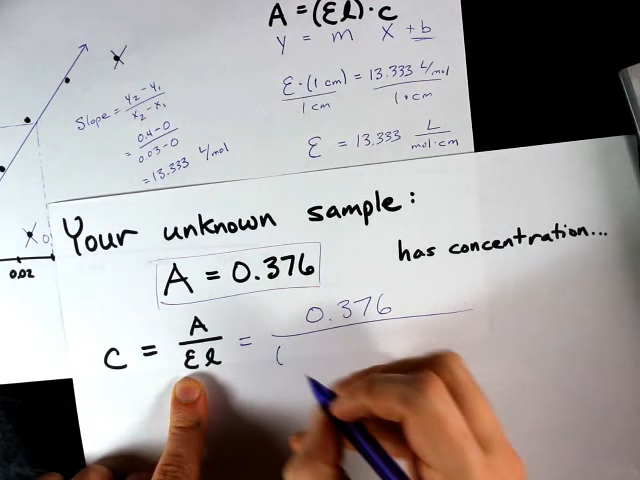 A = (εl)·c
y = m x + b
Slope = y₂ - y₁ / x₂ - x₁
= 0.4 - 0 / 0.03 - 0
= 13.333 L/mol
ε·(1 cm) / 1 cm = 13.333 L/mol / 1 cm
ε = 13.333 L / mol·cm
0.02
Your unknown sample:
has concentration...
A = 0.376
c = A / εl = 0.376 / (